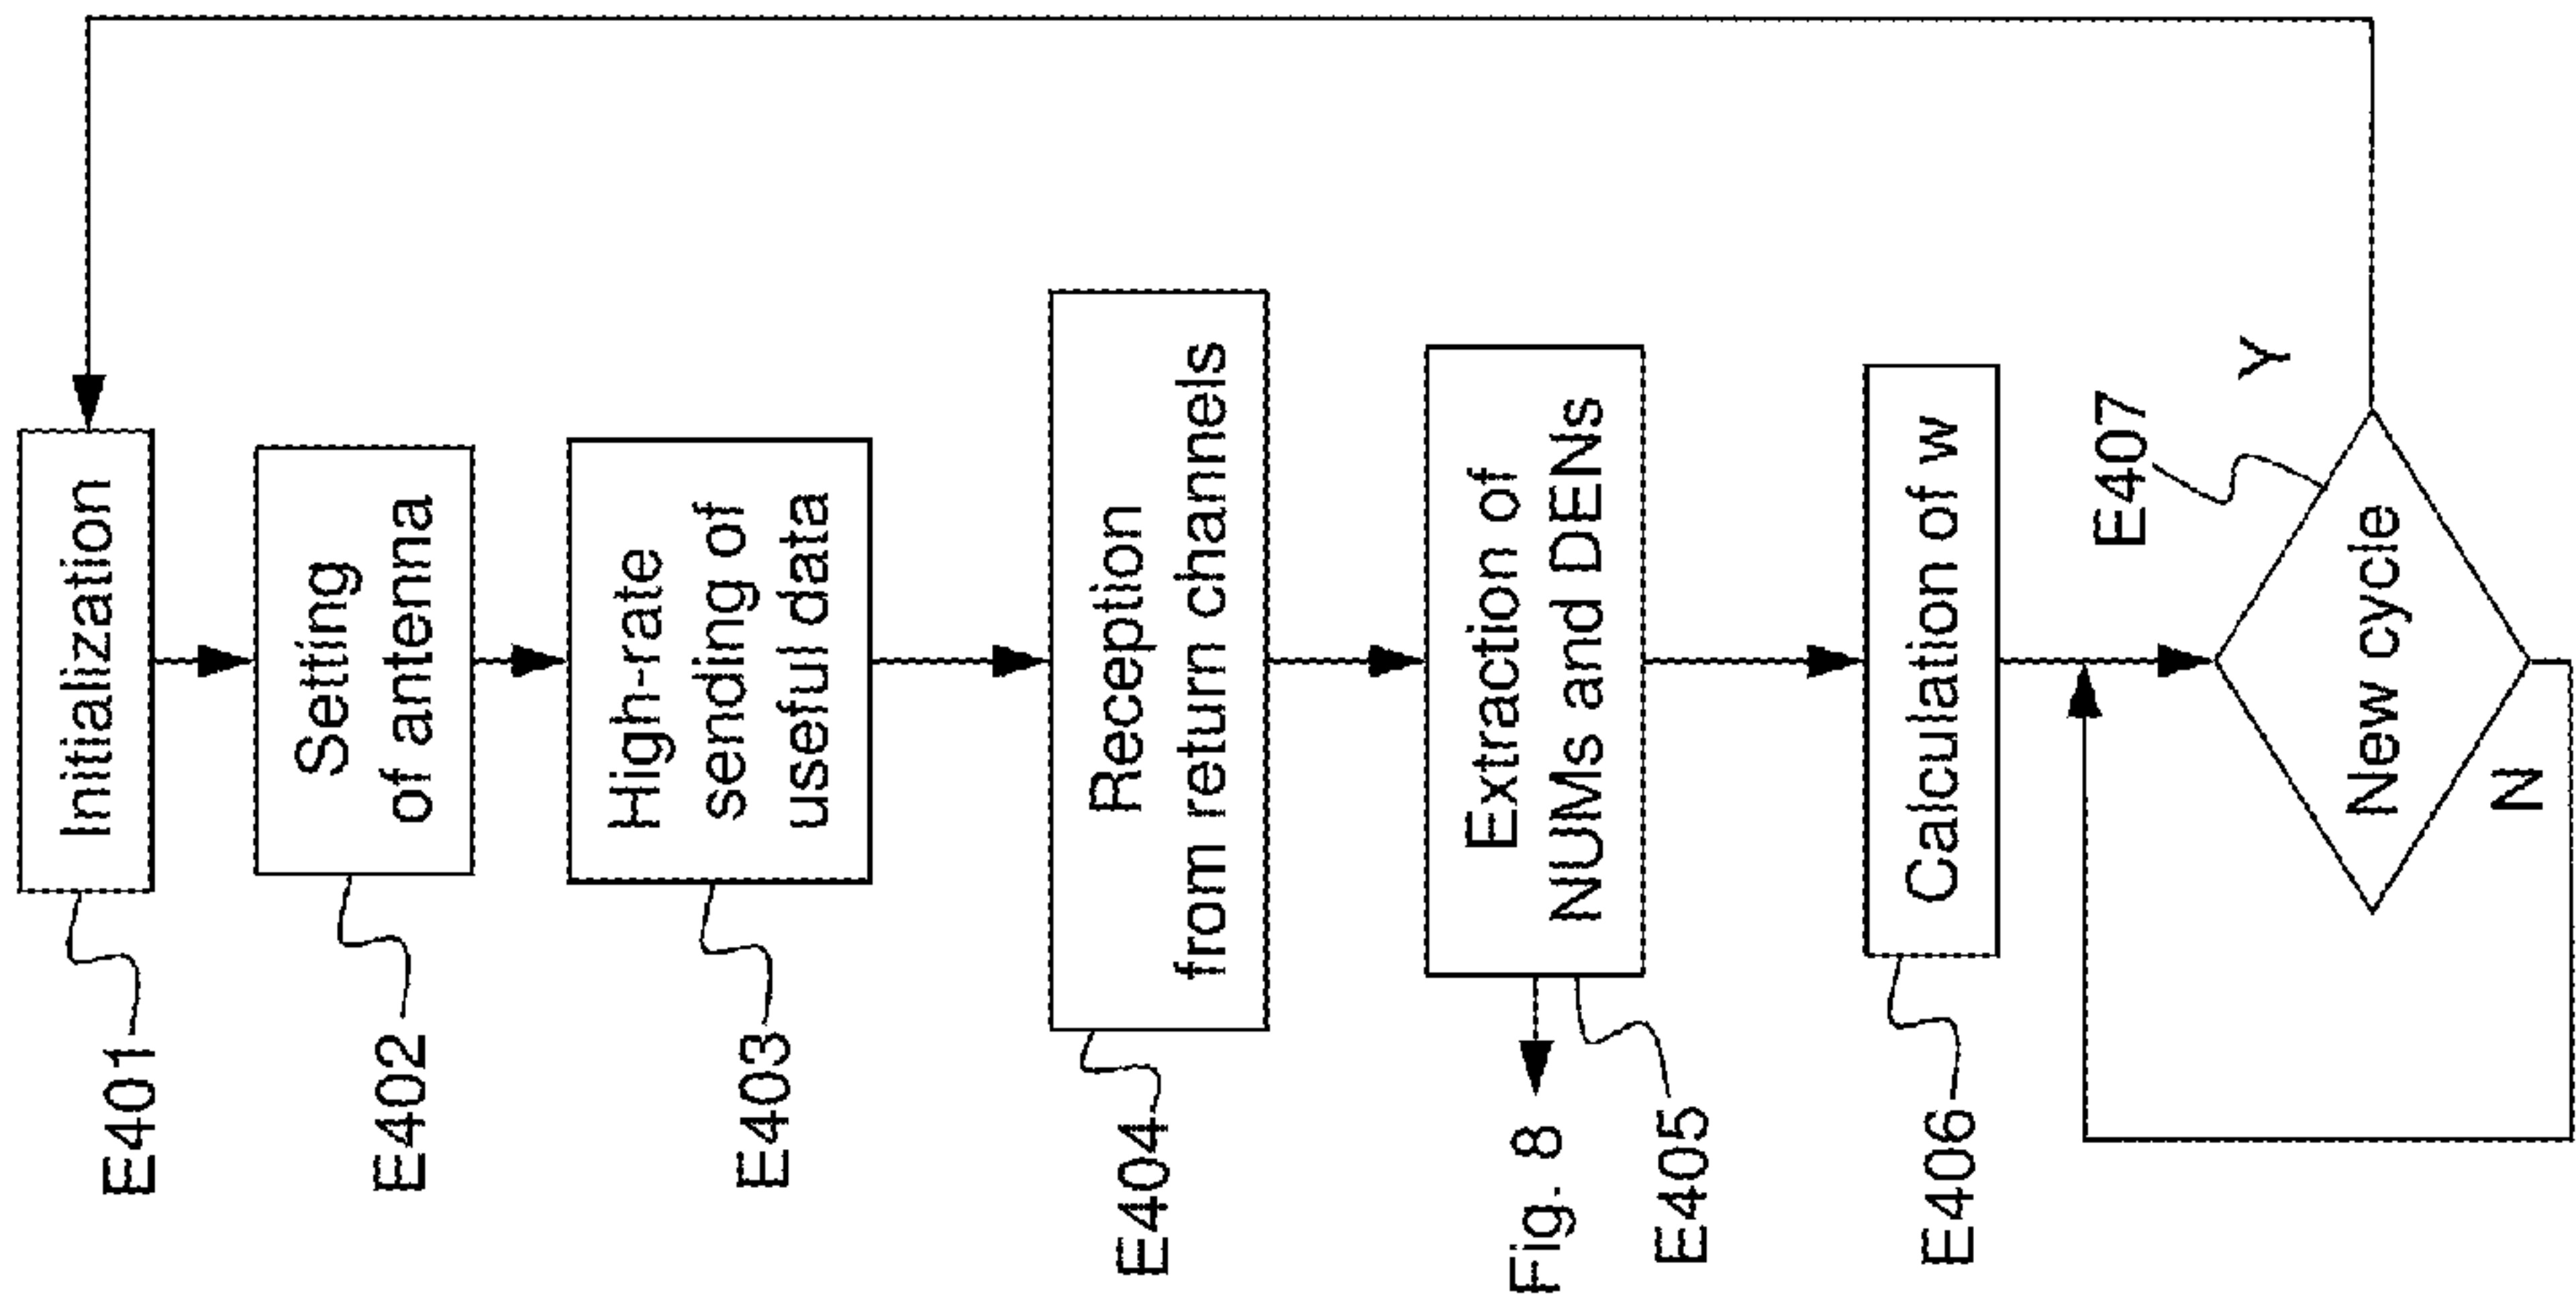 Initialization
E401
Setting
of antenna
E402
High-rate
sending of
useful data
E403
Reception
from return channels
E404
Extraction of
NUMs and DENs
Fig. 8
E405
Calculation of w
E406
E407
New cycle
Y
N